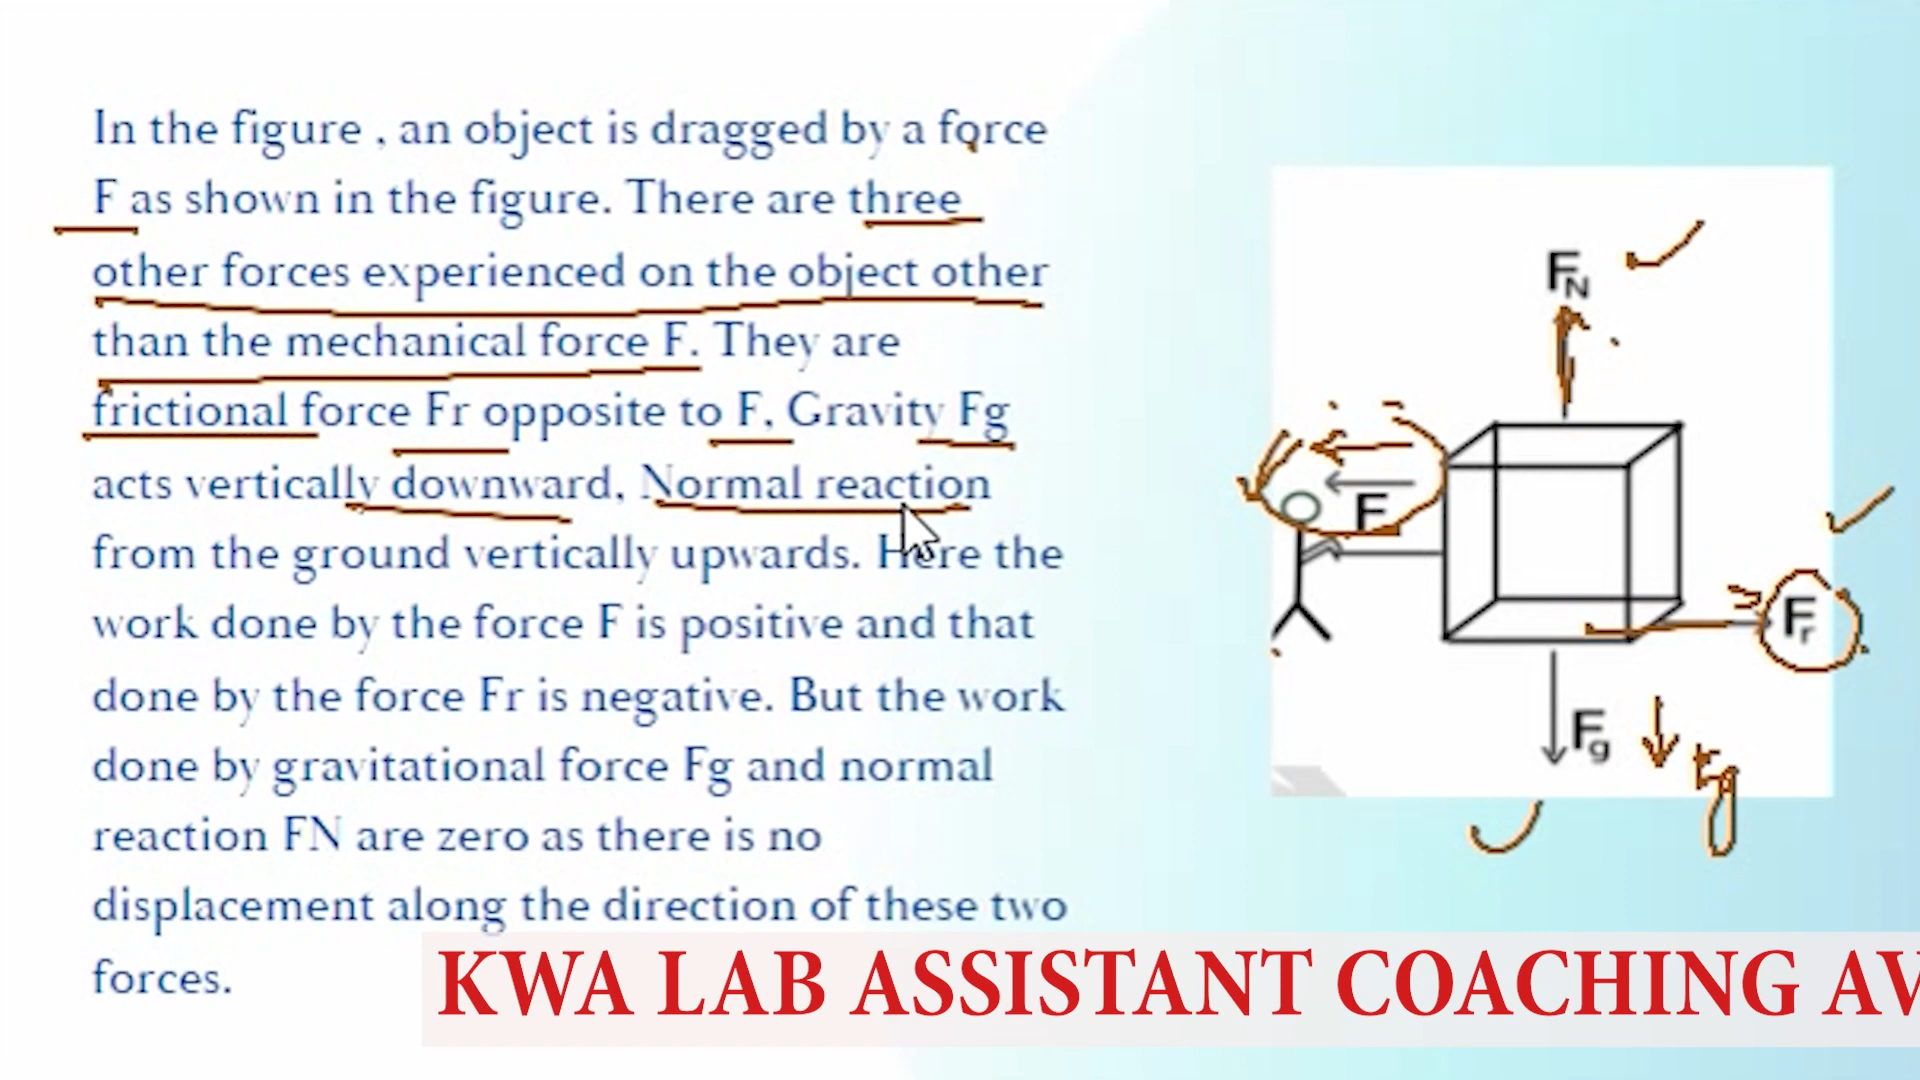 In the figure , an object is dragged by a force
F as shown in the figure. There are three
other forces experienced on the object other
than the mechanical force F. They are
frictional force Fr opposite to F, Gravity Fg
acts vertically downward, Normal reaction
from the ground vertically upwards. Here the
work done by the force F is positive and that
done by the force Fr is negative. But the work
done by gravitational force Fg and normal
reaction FN are zero as there is no
displacement along the direction of these two
forces.
FN
F
Fr
Fg
Fg
KWA LAB ASSISTANT COACHING AV